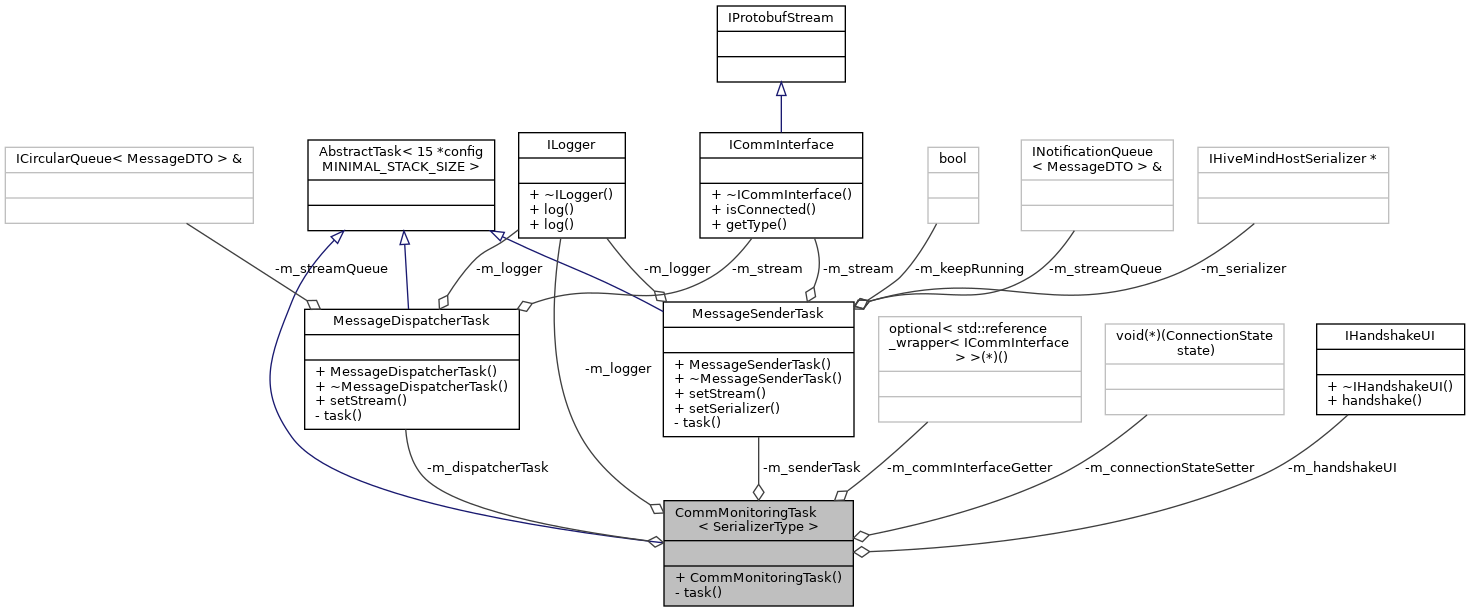 IProtobufStream
ICircularQueue< MessageDTO > &
AbstractTask< 15 *config
MINIMAL_STACK_SIZE >
ILogger
+ ~ILogger()
+ log()
+ log()
ICommInterface
+ ~ICommInterface()
+ isConnected()
+ getType()
bool
INotificationQueue
< MessageDTO > &
IHiveMindHostSerializer *
-m_streamQueue
-m_logger
-m_logger
-m_stream
-m_stream
-m_keepRunning
-m_streamQueue
-m_serializer
MessageDispatcherTask
+ MessageDispatcherTask()
+ ~MessageDispatcherTask()
+ setStream()
- task()
-m_logger
MessageSenderTask
+ MessageSenderTask()
+ ~MessageSenderTask()
+ setStream()
+ setSerializer()
- task()
optional< std::reference
_wrapper< ICommInterface
> >(*)()
void(*)(ConnectionState
state)
IHandshakeUI
+ ~IHandshakeUI()
+ handshake()
-m_dispatcherTask
-m_senderTask
-m_commInterfaceGetter
-m_connectionStateSetter
-m_handshakeUI
CommMonitoringTask
< SerializerType >
+ CommMonitoringTask()
- task()